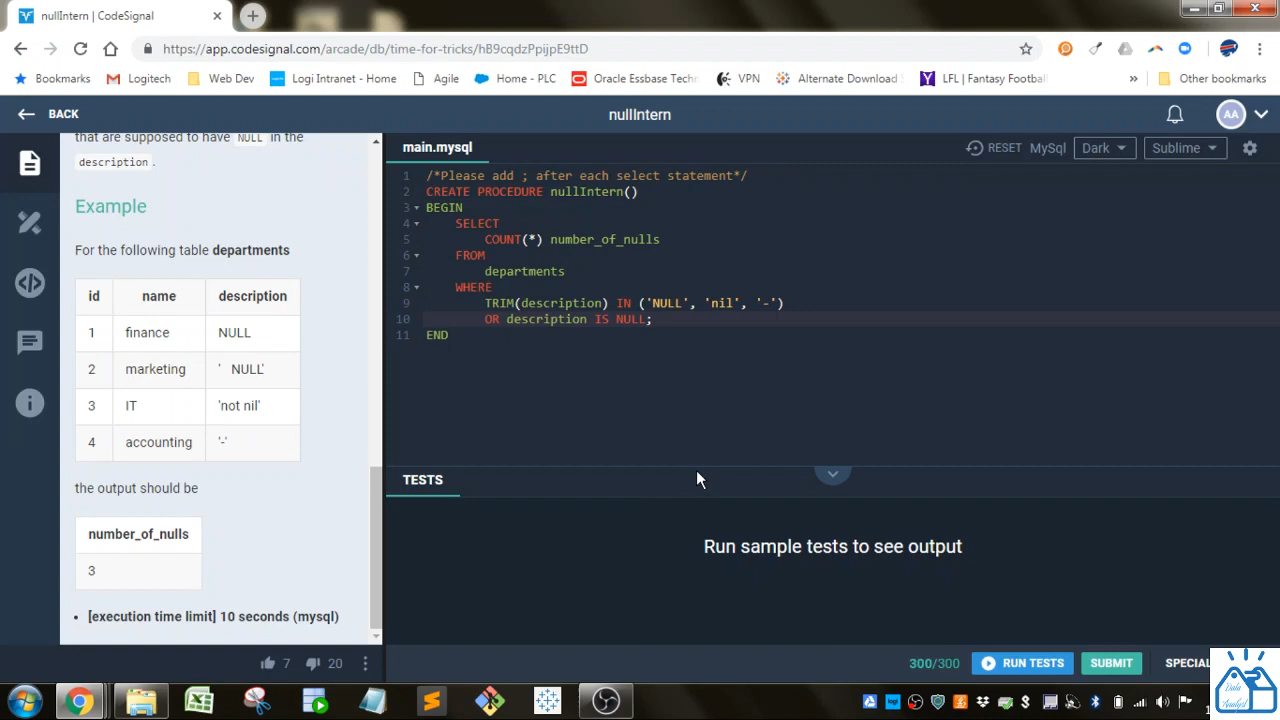 nullIntern | CodeSignal
https://app.codesignal.com/arcade/db/time-for-tricks/hB9cqdzPpijpE9ttD
Bookmarks Logitech Web Dev Logi Intranet - Home Agile Home - PLC Oracle Essbase Techn VPN Alternate Download LFL | Fantasy Football » Other bookmarks
BACK
nullIntern
AA
that are supposed to have NULL in the
description.
Example
For the following table departments
id name description
1 finance NULL
2 marketing '   NULL'
3 IT 'not nil'
4 accounting '-'
the output should be
number_of_nulls
3
• [execution time limit] 10 seconds (mysql)
7 20
main.mysql
RESET MySql Dark Sublime
1 /*Please add ; after each select statement*/
2 CREATE PROCEDURE nullIntern()
3 BEGIN
4 SELECT
5 COUNT(*) number_of_nulls
6 FROM
7 departments
8 WHERE
9 TRIM(description) IN ('NULL', 'nil', '-')
10 OR description IS NULL;
11 END
TESTS
Run sample tests to see output
300/300 RUN TESTS SUBMIT SPECIAL
logi
Data
Analyst